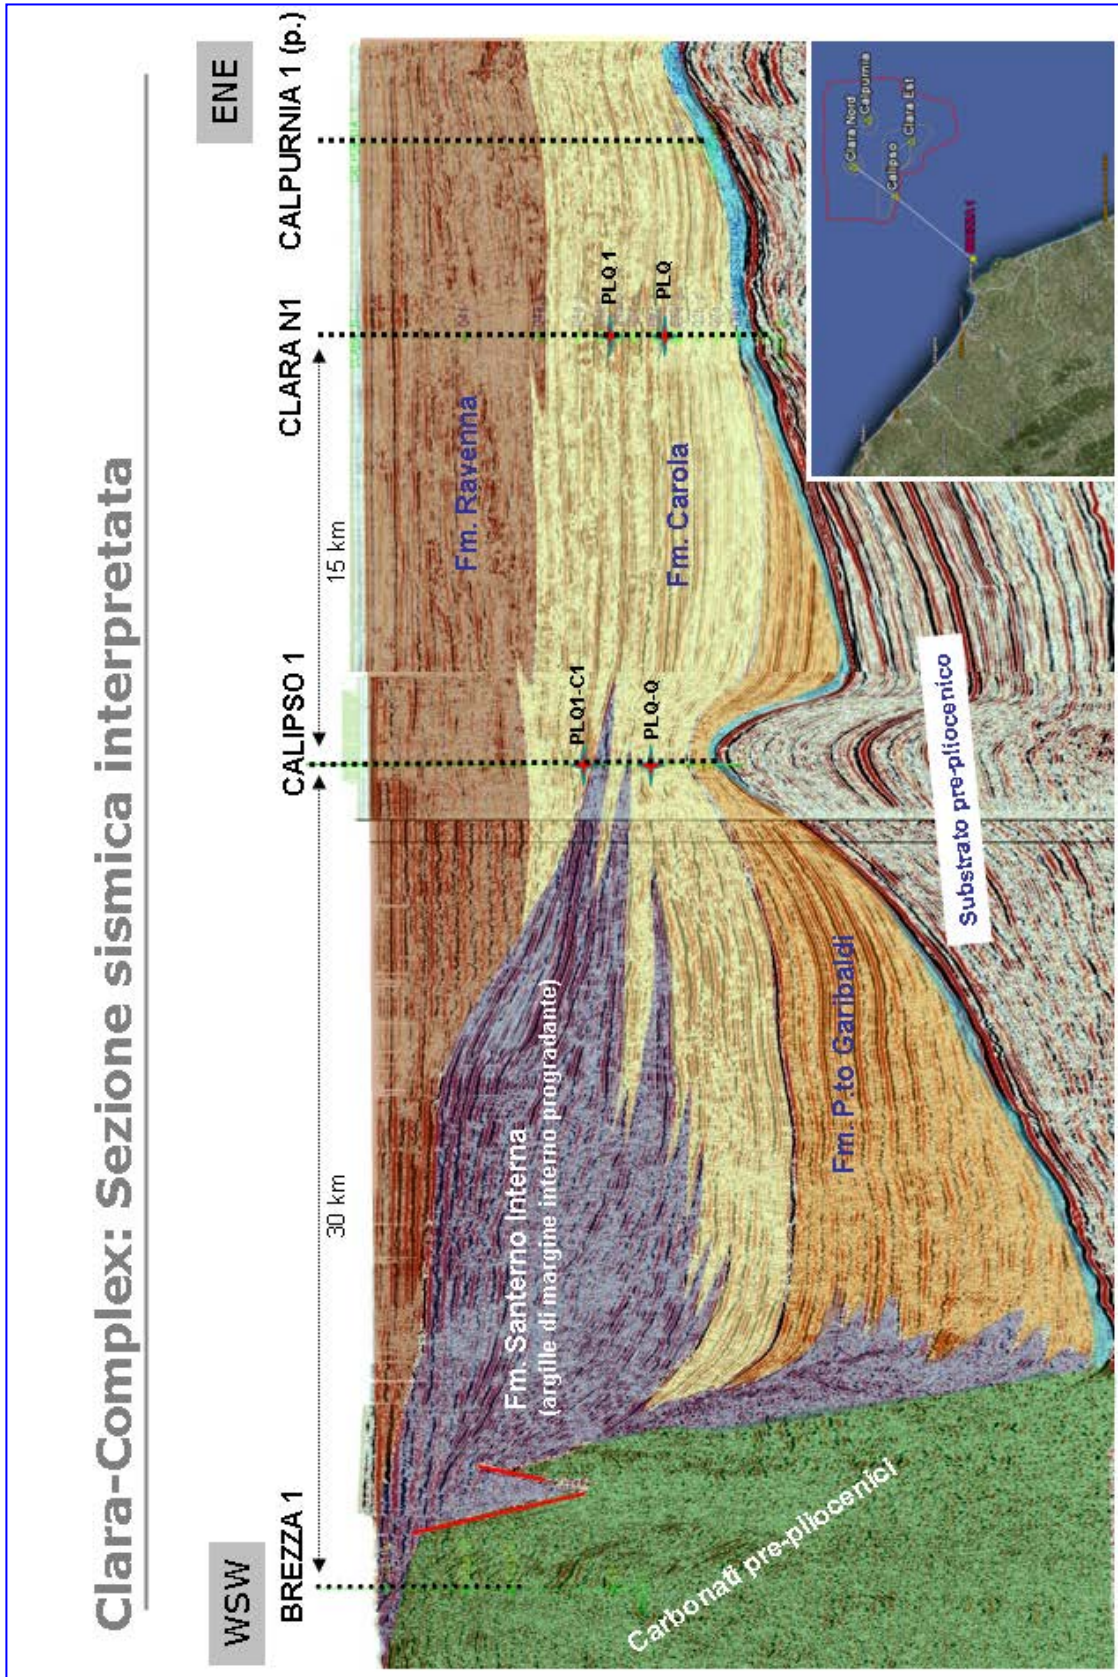 Clara-Complex: Sezione sismica interpretata
WSW
ENE
BREZZA 1
CALIPSO 1
CLARA N1
CALPURNIA 1 (p.)
30 km
15 km
Fm. Ravenna
Fm. Santerno Interna
(argille di margine interno progradante)
PLQ1-C1
PLQ-Q
PLQ 1
PLQ
Fm. Carola
Fm. P.to Garibaldi
Substrato pre-pliocenico
Carbonati pre-pliocenici
Clara Nord
Calpurnia
Calipso
Clara Est